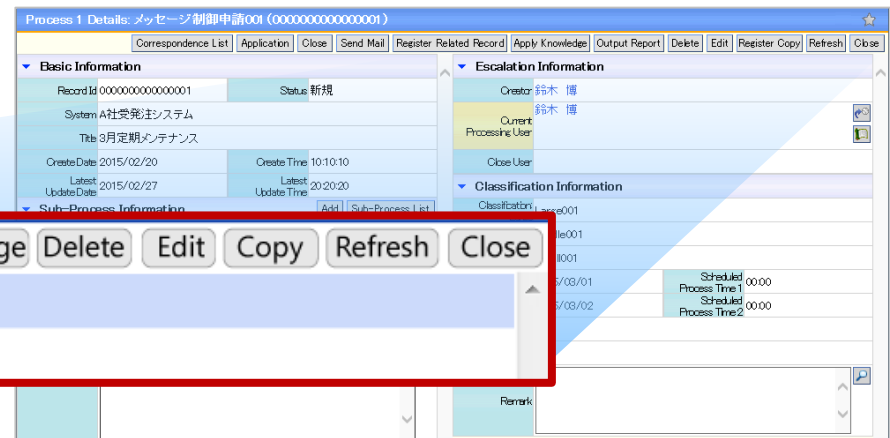 Process 1 Details: メッセージ制御申請001 (0000000000000001)
Correspondence List Application Close Send Mail Register Related Record Apply Knowledge Output Report Delete Edit Register Copy Refresh Close
Basic Information
Record Id 0000000000000001 Status 新規
System A社受発注システム
Title 3月定期メンテナンス
Create Date 2015/02/20 Create Time 10:10:10
Latest Update Date 2015/02/27 Latest Update Time 20:20:20
Sub-Process Information Add Sub-Process List
Escalation Information
Creator 鈴木 博
Current Processing User 鈴木 博
Close User
Classification Information
Classification
001
001
001
/03/01 Scheduled Process Time 1 00:00
/03/02 Scheduled Process Time 2 00:00
Remark
ge Delete Edit Copy Refresh Close